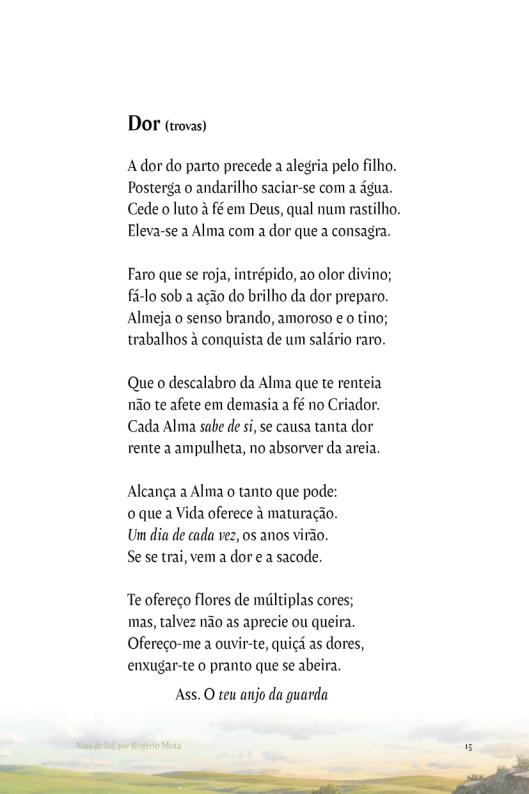 Dor (trovas)
A dor do parto precede a alegria pelo filho.
Posterga o andarilho saciar-se com a água.
Cede o luto à fé em Deus, qual num rastilho.
Eleva-se a Alma com a dor que a consagra.
Faro que se roja, intrépido, ao olor divino;
fá-lo sob a ação do brilho da dor preparo.
Almeja o senso brando, amoroso e o tino;
trabalhos à conquista de um salário raro.
Que o descalabro da Alma que te renteia
não te afete em demasia a fé no Criador.
Cada Alma sabe de si, se causa tanta dor
rente a ampulheta, no absorver da areia.
Alcança a Alma o tanto que pode:
o que a Vida oferece à maturação.
Um dia de cada vez, os anos virão.
Se se trai, vem a dor e a sacode.
Te ofereço flores de múltiplas cores;
mas, talvez não as aprecie ou queira.
Ofereço-me a ouvir-te, quiçá as dores,
enxugar-te o pranto que se abeira.
Ass. O teu anjo da guarda
de Sol, por Rogério Mota
15